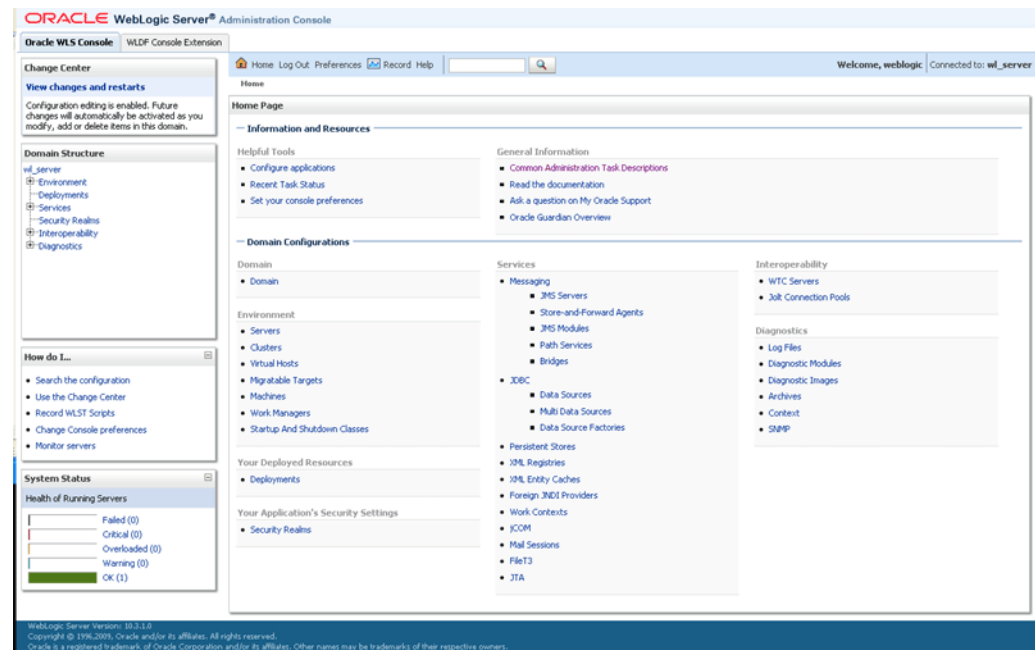 ORACLE WebLogic Server® Administration Console
Oracle WLS Console
WLDF Console Extension
Change Center
View changes and restarts
Configuration editing is enabled. Future
changes will automatically be activated as you
modify, add or delete items in this domain.
Domain Structure
wl_server
Environment
Deployments
Services
Security Realms
Interoperability
Diagnostics
How do I...
Search the configuration
Use the Change Center
Record WLST Scripts
Change Console preferences
Monitor servers
System Status
Health of Running Servers
Failed (0)
Critical (0)
Overloaded (0)
Warning (0)
OK (1)
Home Log Out Preferences Record Help
Welcome, weblogic Connected to: wl_server
Home
Home Page
Information and Resources
Helpful Tools
Configure applications
Recent Task Status
Set your console preferences
General Information
Common Administration Task Descriptions
Read the documentation
Ask a question on My Oracle Support
Oracle Guardian Overview
Domain Configurations
Domain
Domain
Environment
Servers
Clusters
Virtual Hosts
Migratable Targets
Machines
Work Managers
Startup And Shutdown Classes
Your Deployed Resources
Deployments
Your Application's Security Settings
Security Realms
Services
Messaging
JMS Servers
Store-and-Forward Agents
JMS Modules
Path Services
Bridges
JDBC
Data Sources
Multi Data Sources
Data Source Factories
Persistent Stores
XML Registries
XML Entity Caches
Foreign JNDI Providers
Work Contexts
jCOM
Mail Sessions
FileT3
JTA
Interoperability
WTC Servers
Jolt Connection Pools
Diagnostics
Log Files
Diagnostic Modules
Diagnostic Images
Archives
Context
SNMP
WebLogic Server Version: 10.3.1.0
Copyright © 1996,2009, Oracle and/or its affiliates. All rights reserved.
Oracle is a registered trademark of Oracle Corporation and/or its affiliates. Other names may be trademarks of their respective owners.